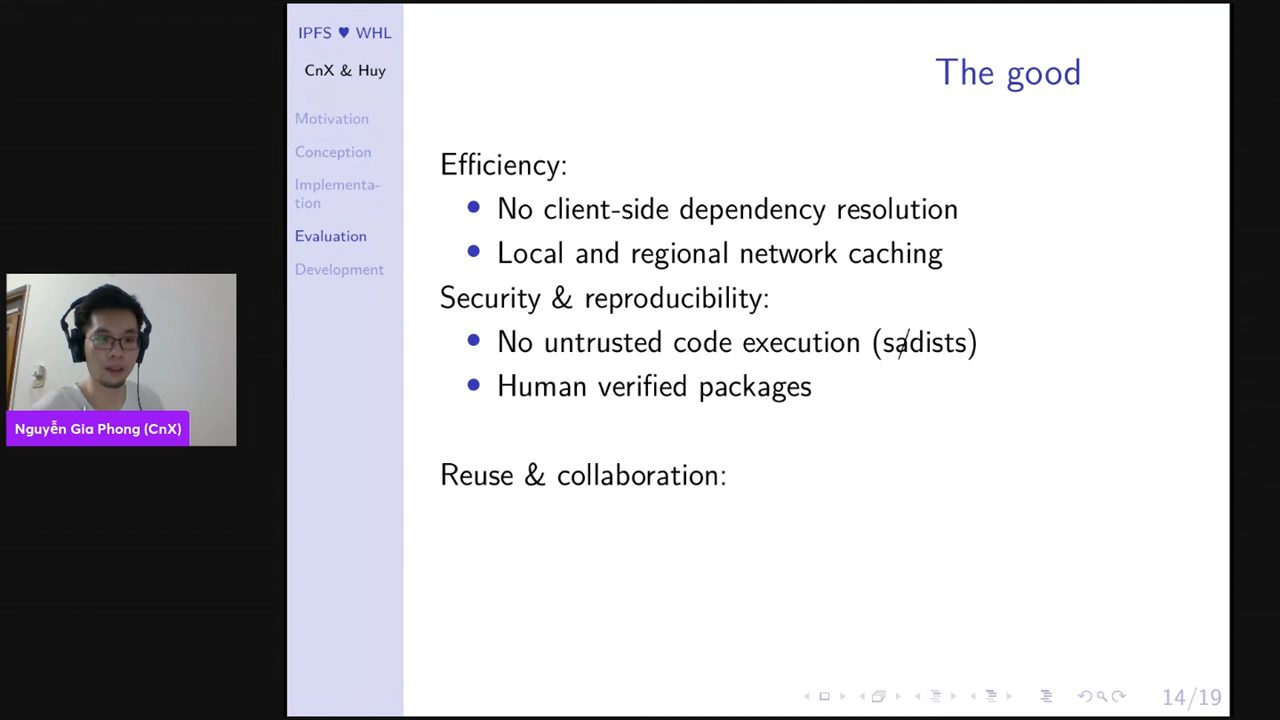 IPFS ♥ WHL
CnX & Huy
Motivation
Conception
Implementa-
tion
Evaluation
Development
The good
Efficiency:
• No client-side dependency resolution
• Local and regional network caching
Security & reproducibility:
• No untrusted code execution (sa̸dists)
• Human verified packages
Reuse & collaboration:
14/19
Nguyễn Gia Phong (CnX)